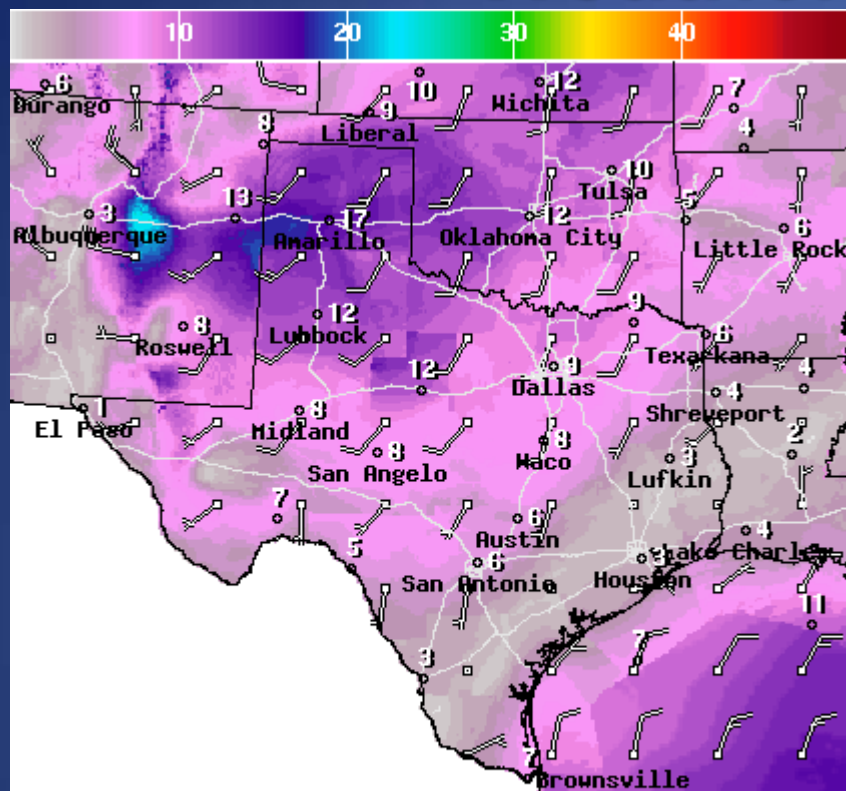 10 20 30 40
6 12
Durango 10 Wichita 7
9
Liberal
8 4
10
Tulsa
3 13 17 12 5 6
Albuquerque Amarillo Oklahoma City Little Rock
12 9
8 Lubbock 6
Roswell Texarkana
9
12 Dallas 4 4
1 8 Shreveport
El Paso Midland 8
8 Waco 3 2
San Angelo Lufkin
7 6
Austin 4
5 6 3 Lake Charles
San Antonio Houston
11
7
3
7
Brownsville